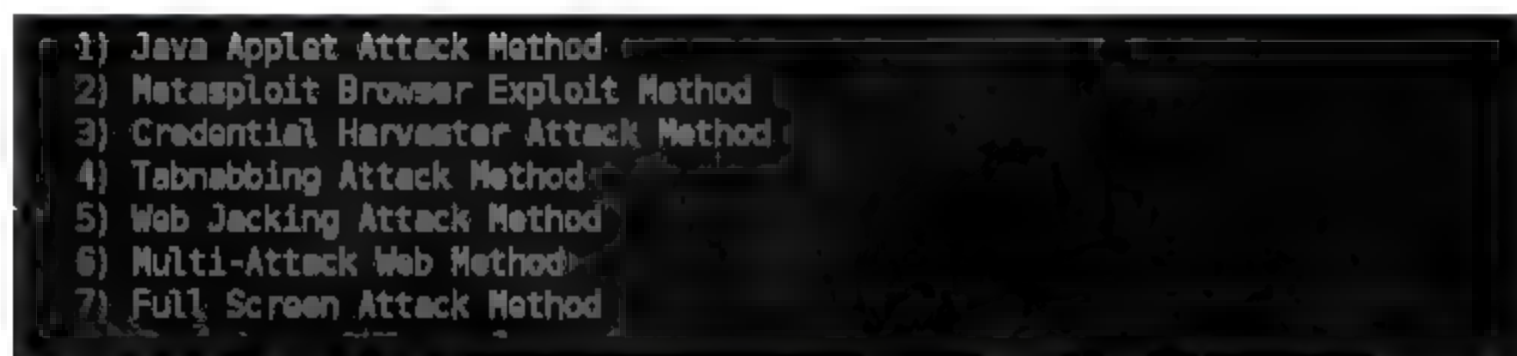 1) Java Applet Attack Method
2) Metasploit Browser Exploit Method
3) Credential Harvester Attack Method
4) Tabnabbing Attack Method
5) Web Jacking Attack Method
6) Multi-Attack Web Method
7) Full Screen Attack Method